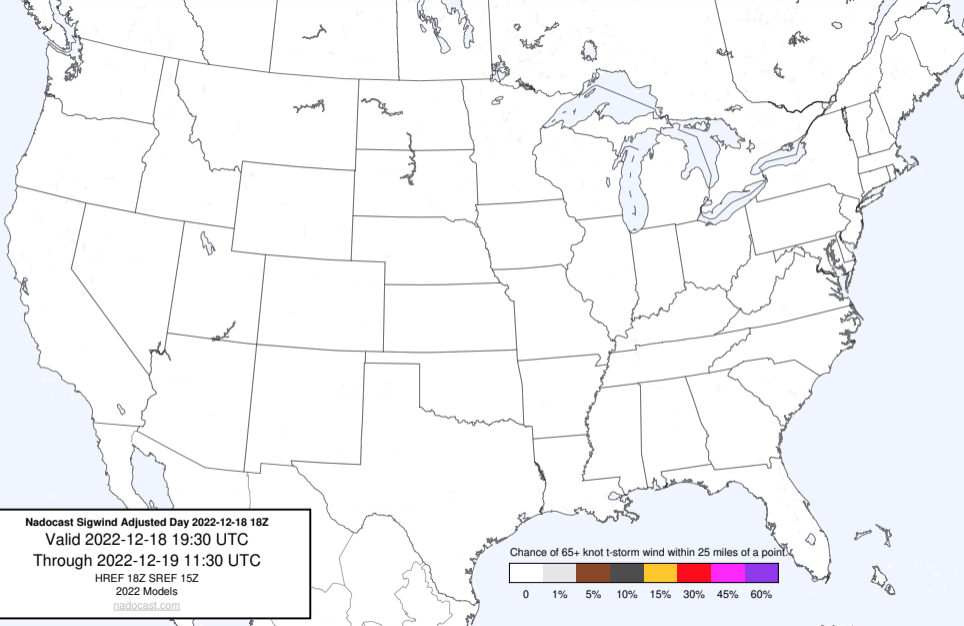 Nadocast Sigwind Adjusted Day 2022-12-18 18Z
Valid 2022-12-18 19:30 UTC
Through 2022-12-19 11:30 UTC
HREF 18Z SREF 15Z
2022 Models
nadocast.com
Chance of 65+ knot t-storm wind within 25 miles of a point.
0 1% 5% 10% 15% 30% 45% 60%